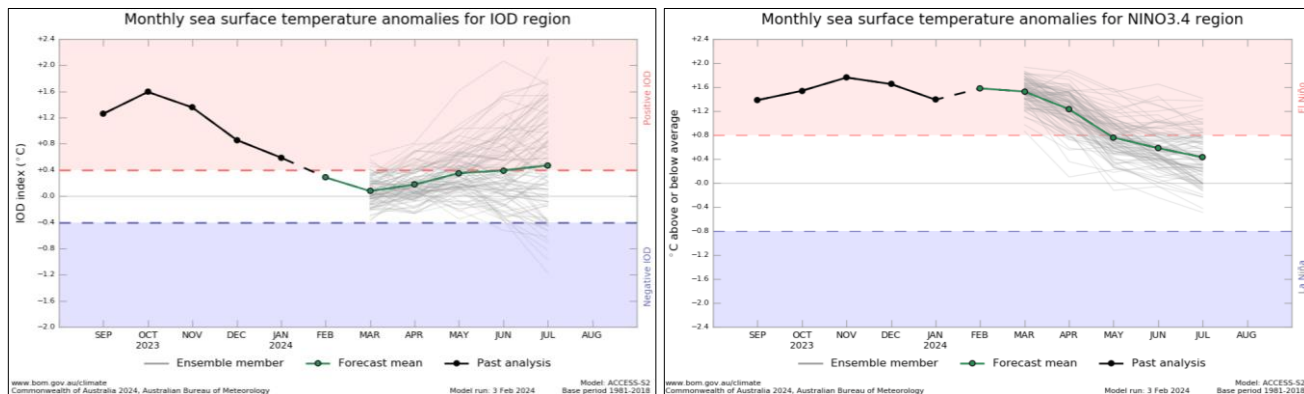 Monthly sea surface temperature anomalies for IOD region
+2.4
+2.0
+1.6
+1.2
+0.8
+0.4
-0.0
−0.4
−0.8
−1.2
−1.6
−2.0
IOD index (°C)
Positive IOD
Negative IOD
SEP OCT NOV DEC JAN FEB MAR APR MAY JUN JUL AUG
2023 2024
Ensemble member Forecast mean Past analysis
www.bom.gov.au/climate Model: ACCESS-S2
Commonwealth of Australia 2024, Australian Bureau of Meteorology Model run: 3 Feb 2024 Base period 1981-2018
Monthly sea surface temperature anomalies for NINO3.4 region
+2.4
+2.0
+1.6
+1.2
+0.8
+0.4
-0.0
−0.4
−0.8
−1.2
−1.6
−2.0
−2.4
°C above or below average
El Niño
La Niña
SEP OCT NOV DEC JAN FEB MAR APR MAY JUN JUL AUG
2023 2024
Ensemble member Forecast mean Past analysis
www.bom.gov.au/climate Model: ACCESS-S2
Commonwealth of Australia 2024, Australian Bureau of Meteorology Model run: 3 Feb 2024 Base period 1981-2018